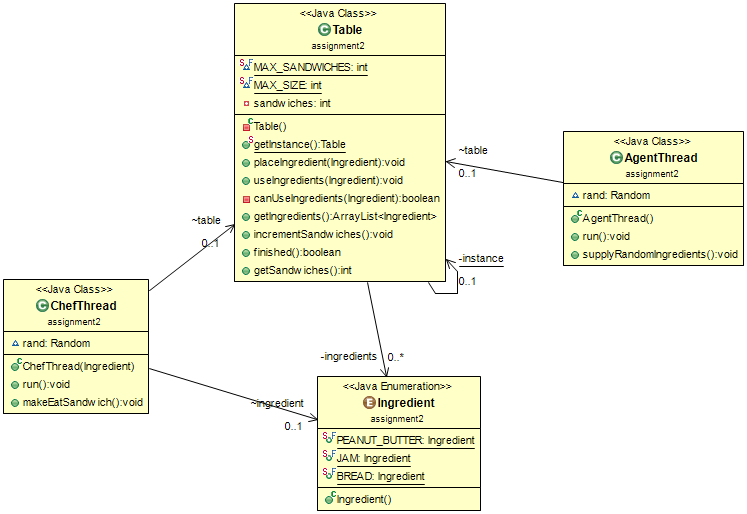 <<Java Class>>
Table
assignment2
MAX_SANDWICHES: int
MAX_SIZE: int
sandwiches: int
Table()
getInstance():Table
placeIngredient(Ingredient):void
useIngredients(Ingredient):void
canUseIngredients(Ingredient):boolean
getIngredients():ArrayList<Ingredient>
incrementSandwiches():void
finished():boolean
getSandwiches():int
<<Java Class>>
AgentThread
assignment2
rand: Random
AgentThread()
run():void
supplyRandomIngredients():void
~table
0..1
~table
0..1
-instance
0..1
<<Java Class>>
ChefThread
assignment2
rand: Random
ChefThread(Ingredient)
run():void
makeEatSandwich():void
-ingredients
0..*
~ingredient
0..1
<<Java Enumeration>>
Ingredient
assignment2
PEANUT_BUTTER: Ingredient
JAM: Ingredient
BREAD: Ingredient
Ingredient()